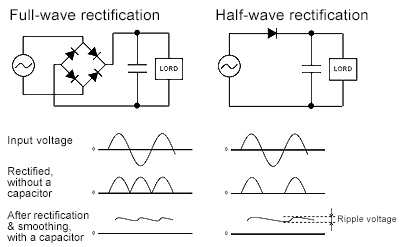 Full-wave rectification
Half-wave rectification
LORD
LORD
Input voltage
0
0
Rectified,
without a
capacitor
0
0
After rectification
& smoothing,
with a capacitor
0
0
Ripple voltage